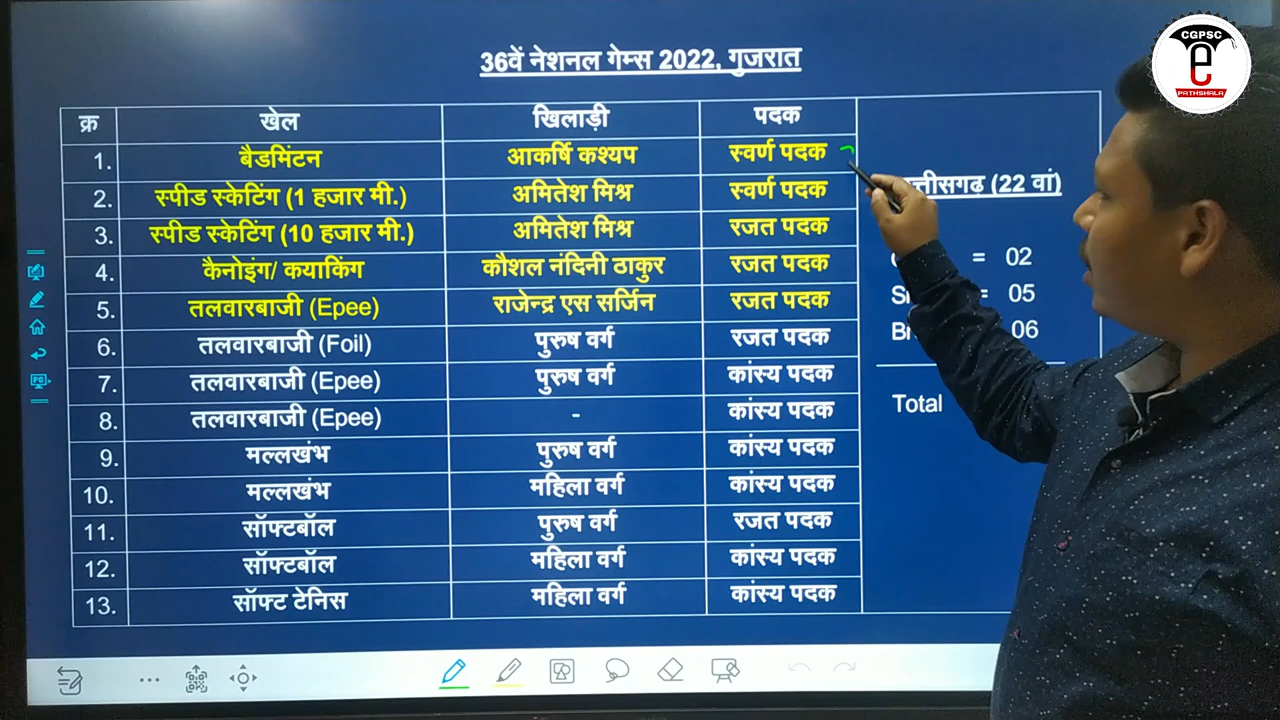 CGPSC
e
PATHSHALA
36वें नेशनल गेम्स 2022, गुजरात
क्र खेल खिलाड़ी पदक
1. बैडमिंटन आकर्षि कश्यप स्वर्ण पदक
2. स्पीड स्केटिंग (1 हजार मी.) अमितेश मिश्र स्वर्ण पदक
3. स्पीड स्केटिंग (10 हजार मी.) अमितेश मिश्र रजत पदक
4. कैनोइंग/ कयाकिंग कौशल नंदिनी ठाकुर रजत पदक
5. तलवारबाजी (Epee) राजेन्द्र एस सर्जिन रजत पदक
6. तलवारबाजी (Foil) पुरुष वर्ग रजत पदक
7. तलवारबाजी (Epee) पुरुष वर्ग कांस्य पदक
8. तलवारबाजी (Epee) - कांस्य पदक
9. मल्लखंभ पुरुष वर्ग कांस्य पदक
10. मल्लखंभ महिला वर्ग कांस्य पदक
11. सॉफ्टबॉल पुरुष वर्ग रजत पदक
12. सॉफ्टबॉल महिला वर्ग कांस्य पदक
13. सॉफ्ट टेनिस महिला वर्ग कांस्य पदक
(22 वां)
= 02
= 05
06
Total
PC